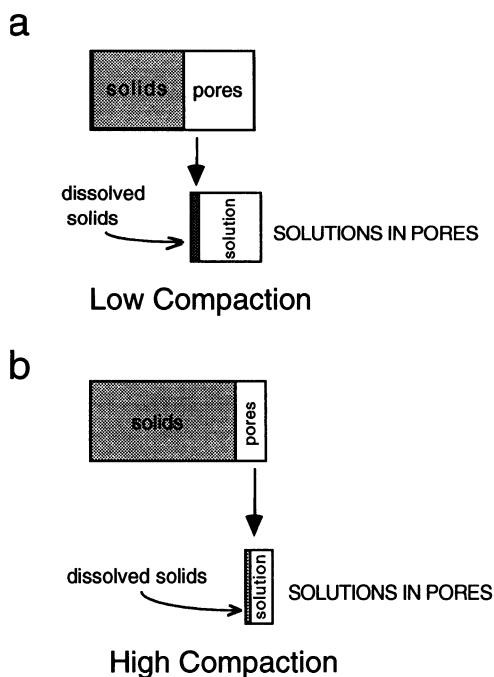 a
solids
pores
dissolved
solids
solution
SOLUTIONS IN PORES
Low Compaction
b
solids
pores
dissolved solids
solution
SOLUTIONS IN PORES
High Compaction